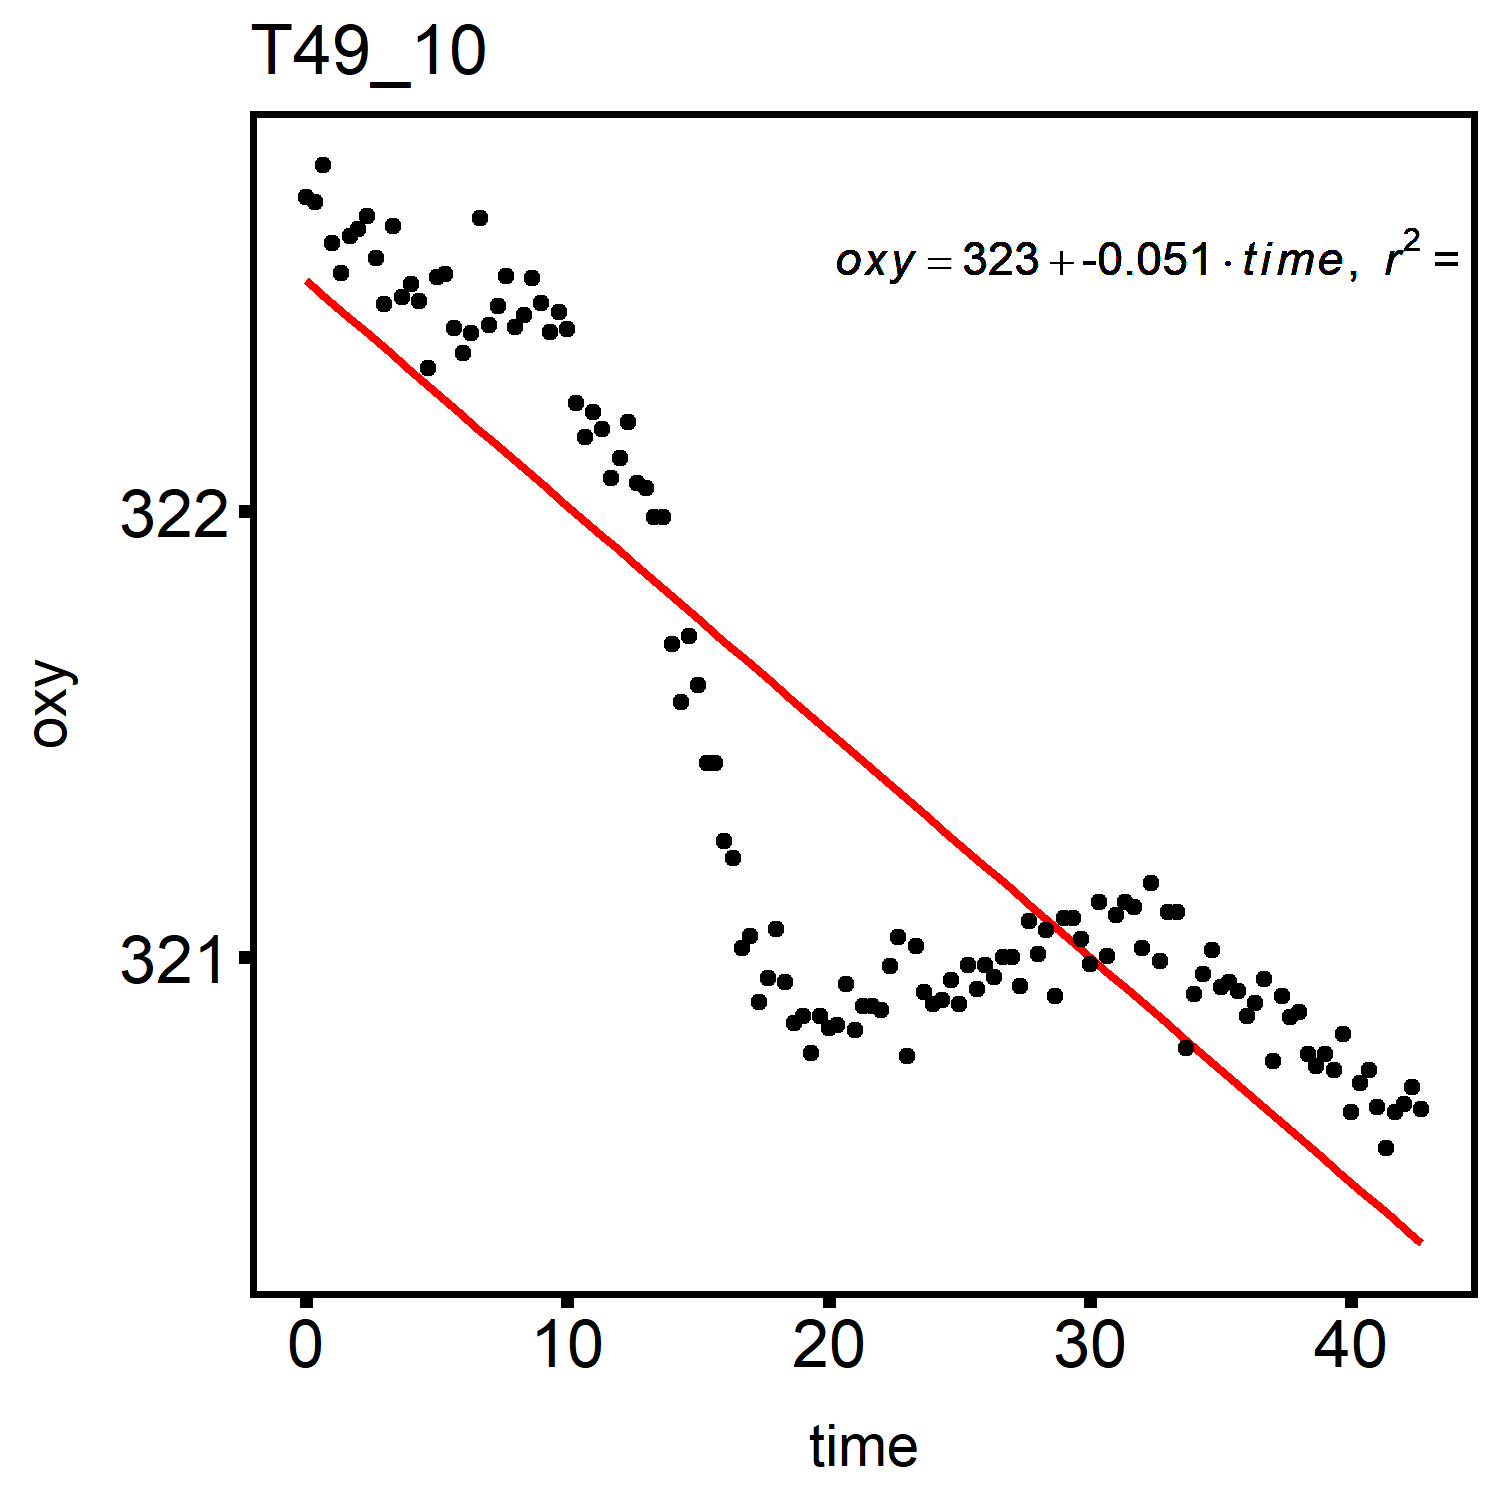 T49_10
oxy = 323 + -0.051 · time, r² =
322
321
oxy
0 10 20 30 40
time